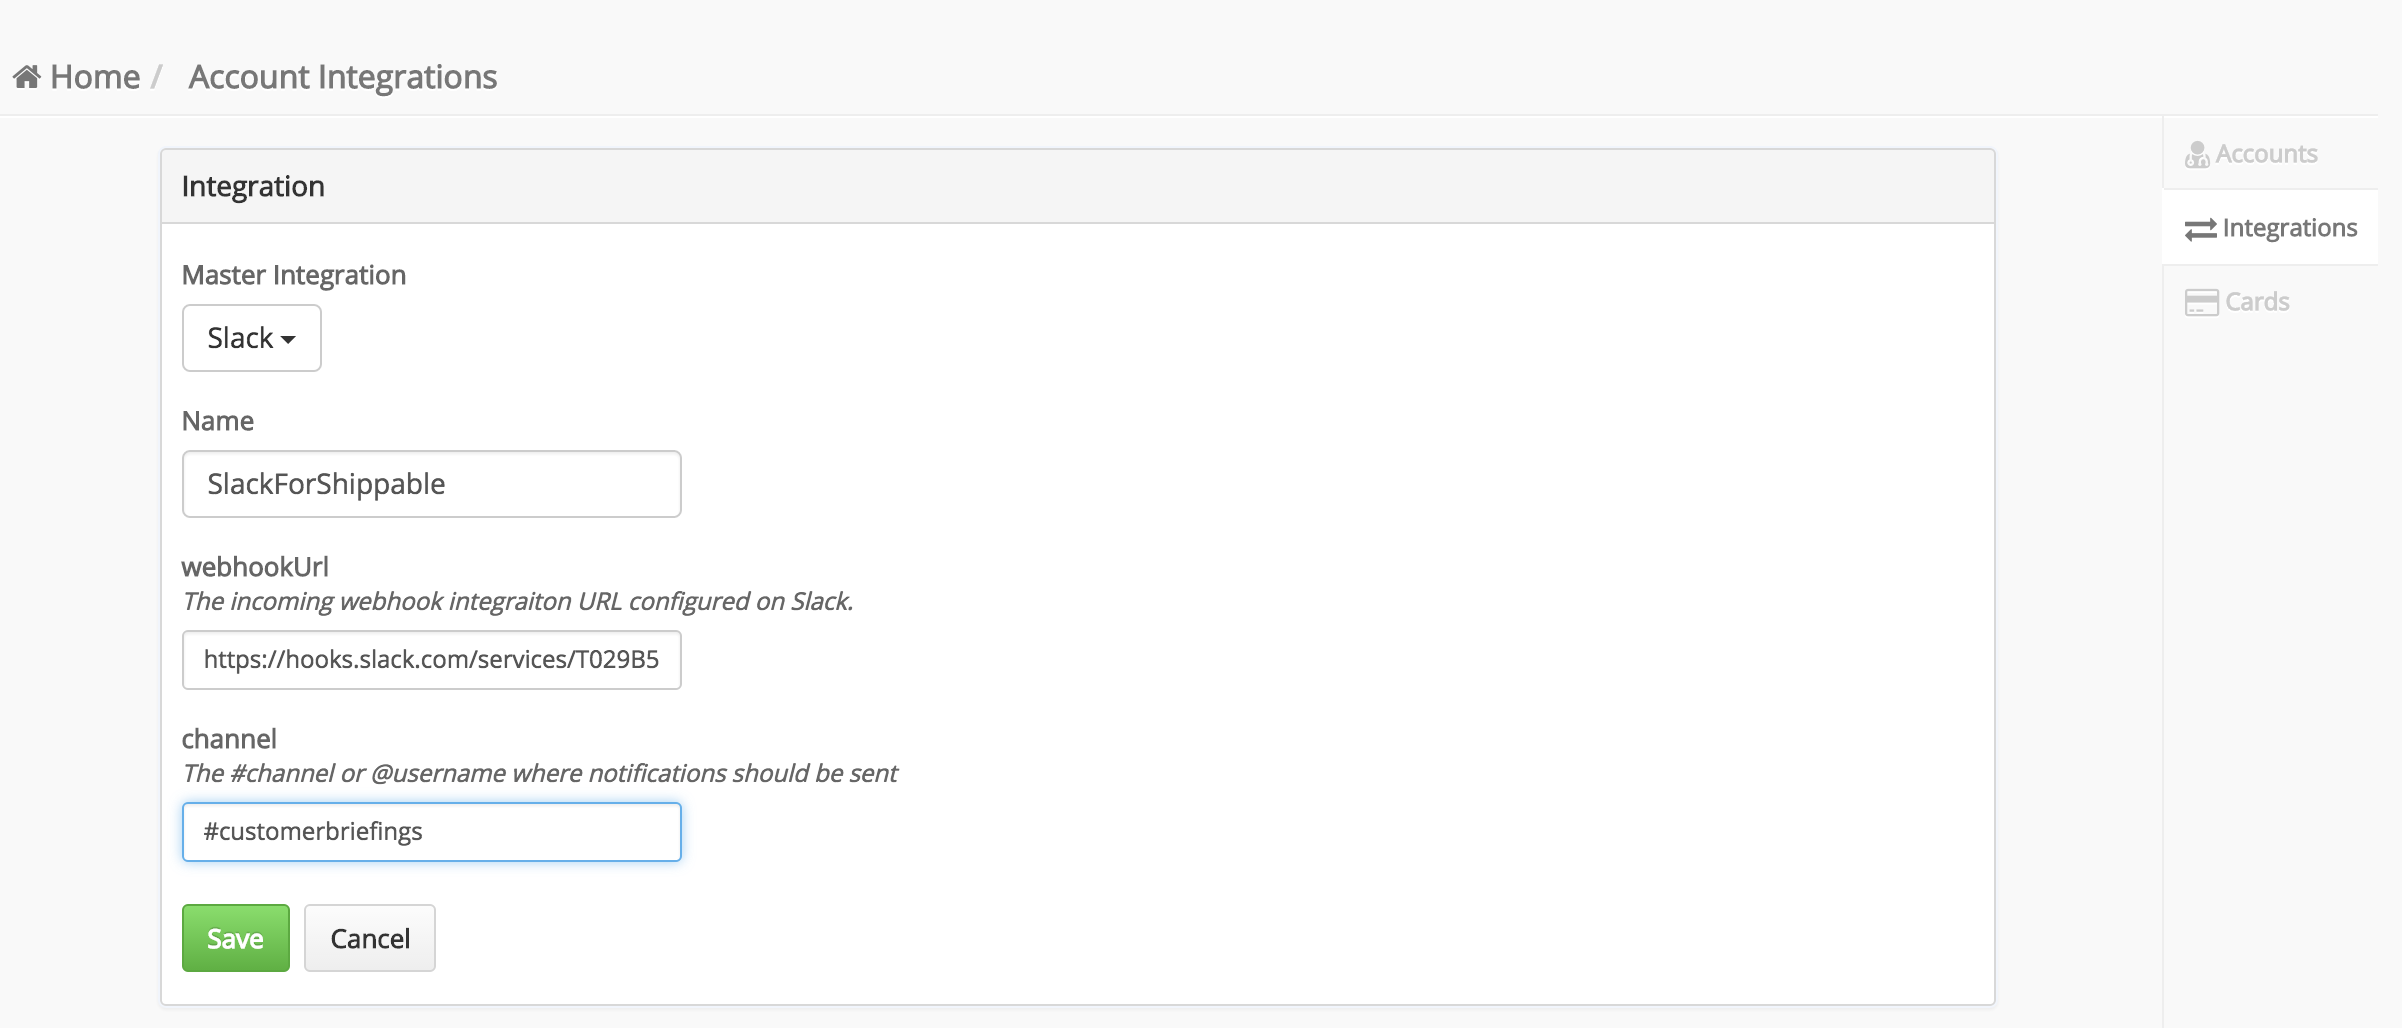 Home / Account Integrations
Accounts
Integrations
Cards
Integration
Master Integration
Slack
Name
SlackForShippable
webhookUrl
The incoming webhook integraiton URL configured on Slack.
https://hooks.slack.com/services/T029B5
channel
The #channel or @username where notifications should be sent
#customerbriefings
Save Cancel